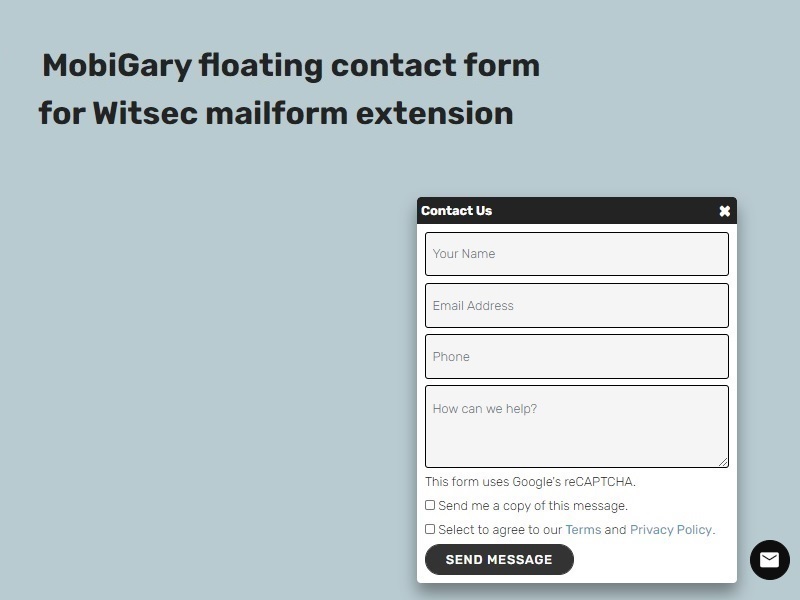 MobiGary floating contact form
for Witsec mailform extension
Contact Us
Your Name
Email Address
Phone
How can we help?
This form uses Google's reCAPTCHA.
Send me a copy of this message.
Select to agree to our Terms and Privacy Policy.
SEND MESSAGE